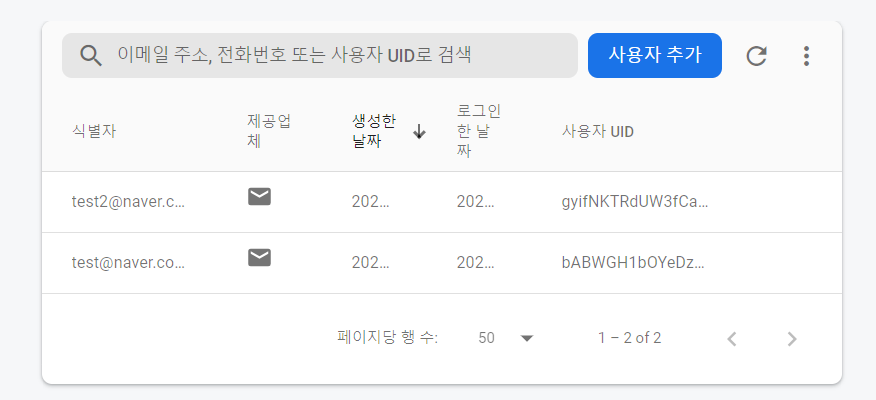 이메일 주소, 전화번호 또는 사용자 UID로 검색 사용자 추가
식별자 제공업체 생성한 날짜 로그인한 날짜 사용자 UID
test2@naver.c... 202... 202... gyifNKTRdUW3fCa...
test@naver.co... 202... 202... bABWGH1bOYeDz...
페이지당 행 수: 50 1 – 2 of 2